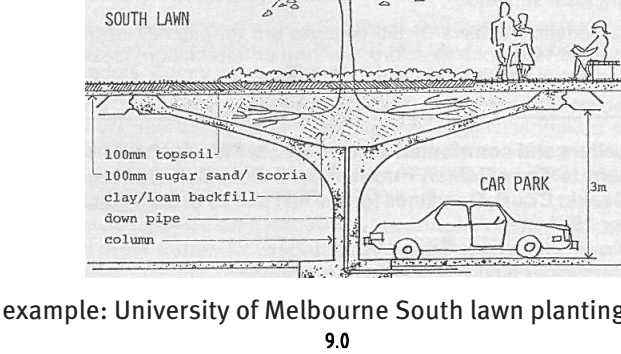 SOUTH LAWN
100mm topsoil
100mm sugar sand/ scoria
clay/loam backfill
down pipe
column
CAR PARK
3m
example: University of Melbourne South lawn planting
9.0